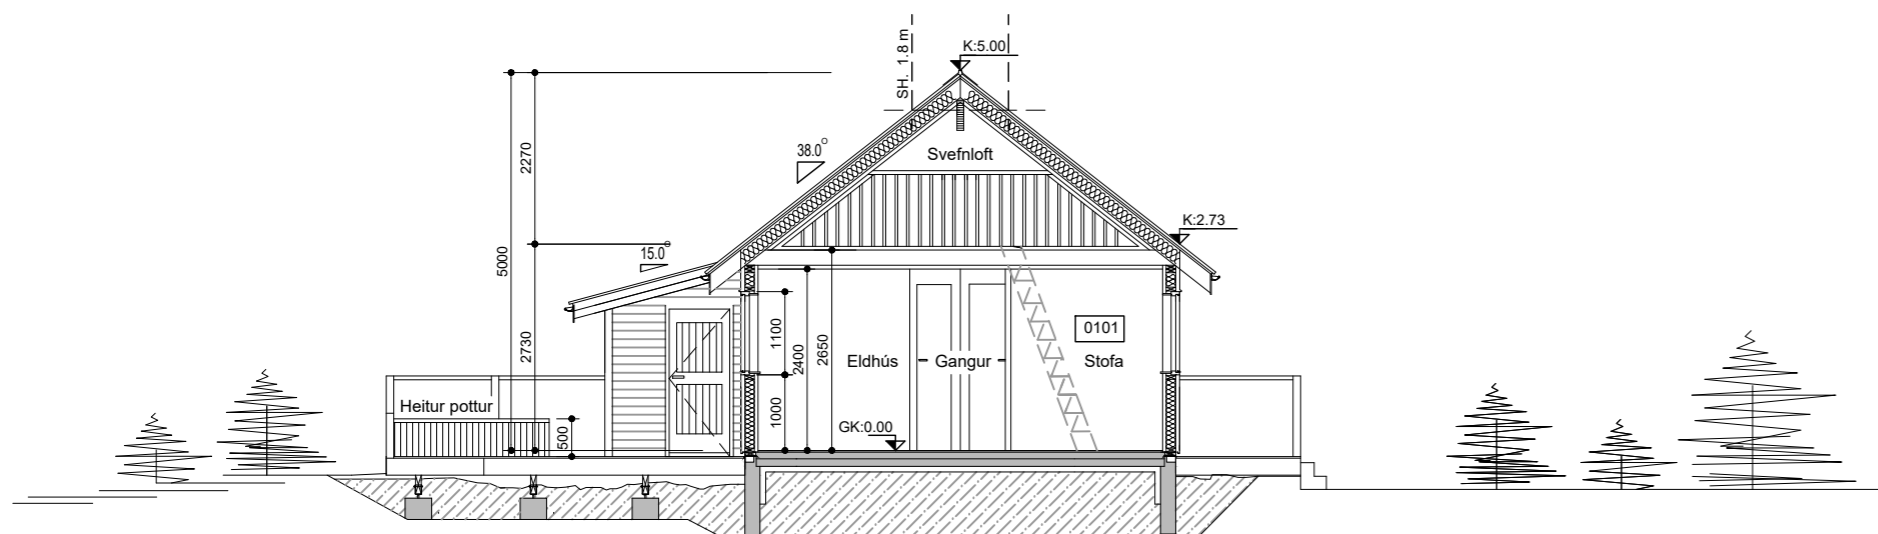 K:5.00
SH. 1.8 m
38.0°
Svefnloft
2270
K:2.73
15.0°
5000
2730
1100
2400
2650
0101
Eldhús
Gangur
Stofa
Heitur pottur
500
1000
GK:0.00